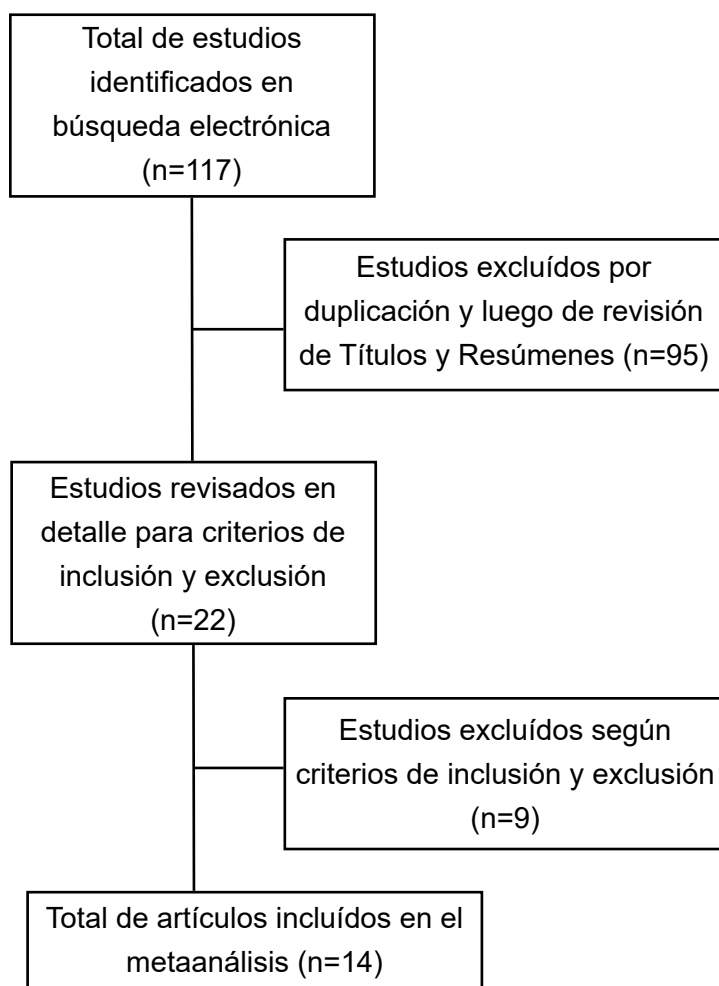 Total de estudios
identificados en
búsqueda electrónica
(n=117)
Estudios excluídos por
duplicación y luego de revisión
de Títulos y Resúmenes (n=95)
Estudios revisados en
detalle para criterios de
inclusión y exclusión
(n=22)
Estudios excluídos según
criterios de inclusión y exclusión
(n=9)
Total de artículos incluídos en el
metaanálisis (n=14)